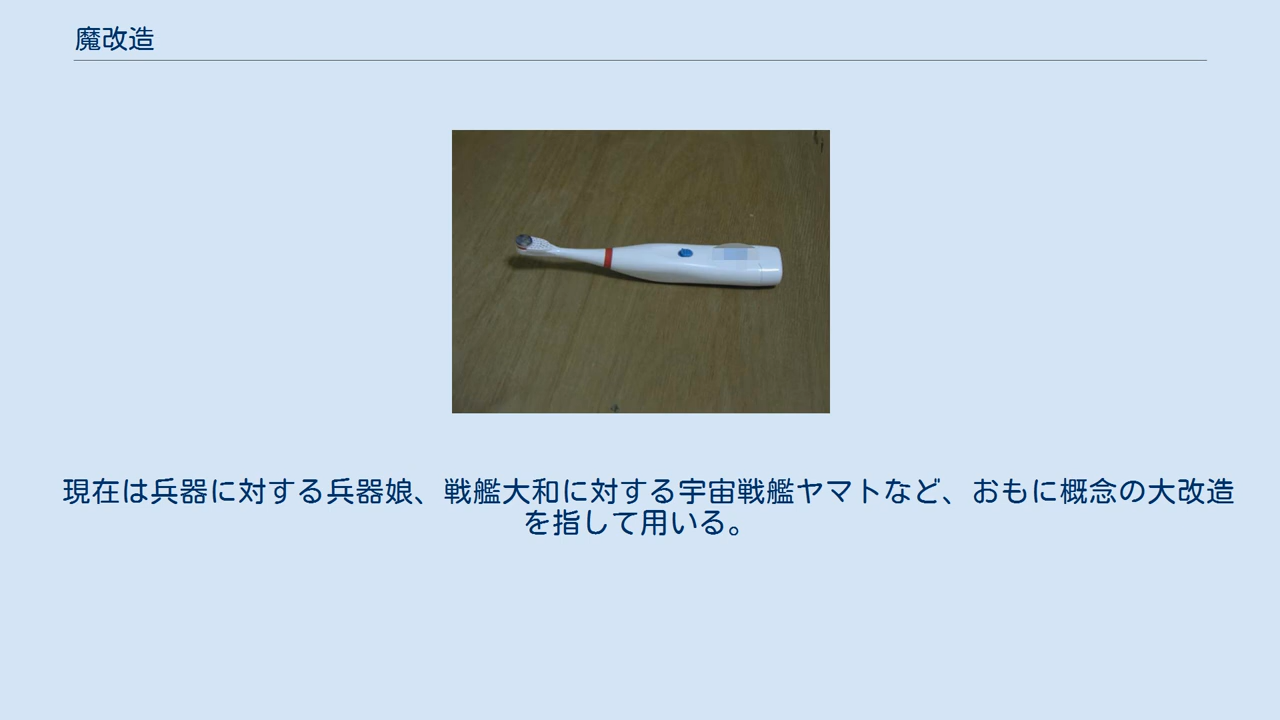 魔改造
現在は兵器に対する兵器娘、戦艦大和に対する宇宙戦艦ヤマトなど、おもに概念の大改造
を指して用いる。